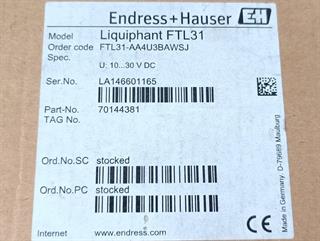 Endress+Hauser EH
Model Liquiphant FTL31
Order code FTL31-AA4U3BAWSJ
Spec.
U: 10...30 V DC
Ser.No. LA146601165
Part-No. 70144381
TAG No.
Ord.No.SC stocked
Ord.No.PC stocked
Internet www.endress.com
Made in Germany, D-79689 Maulburg
CE